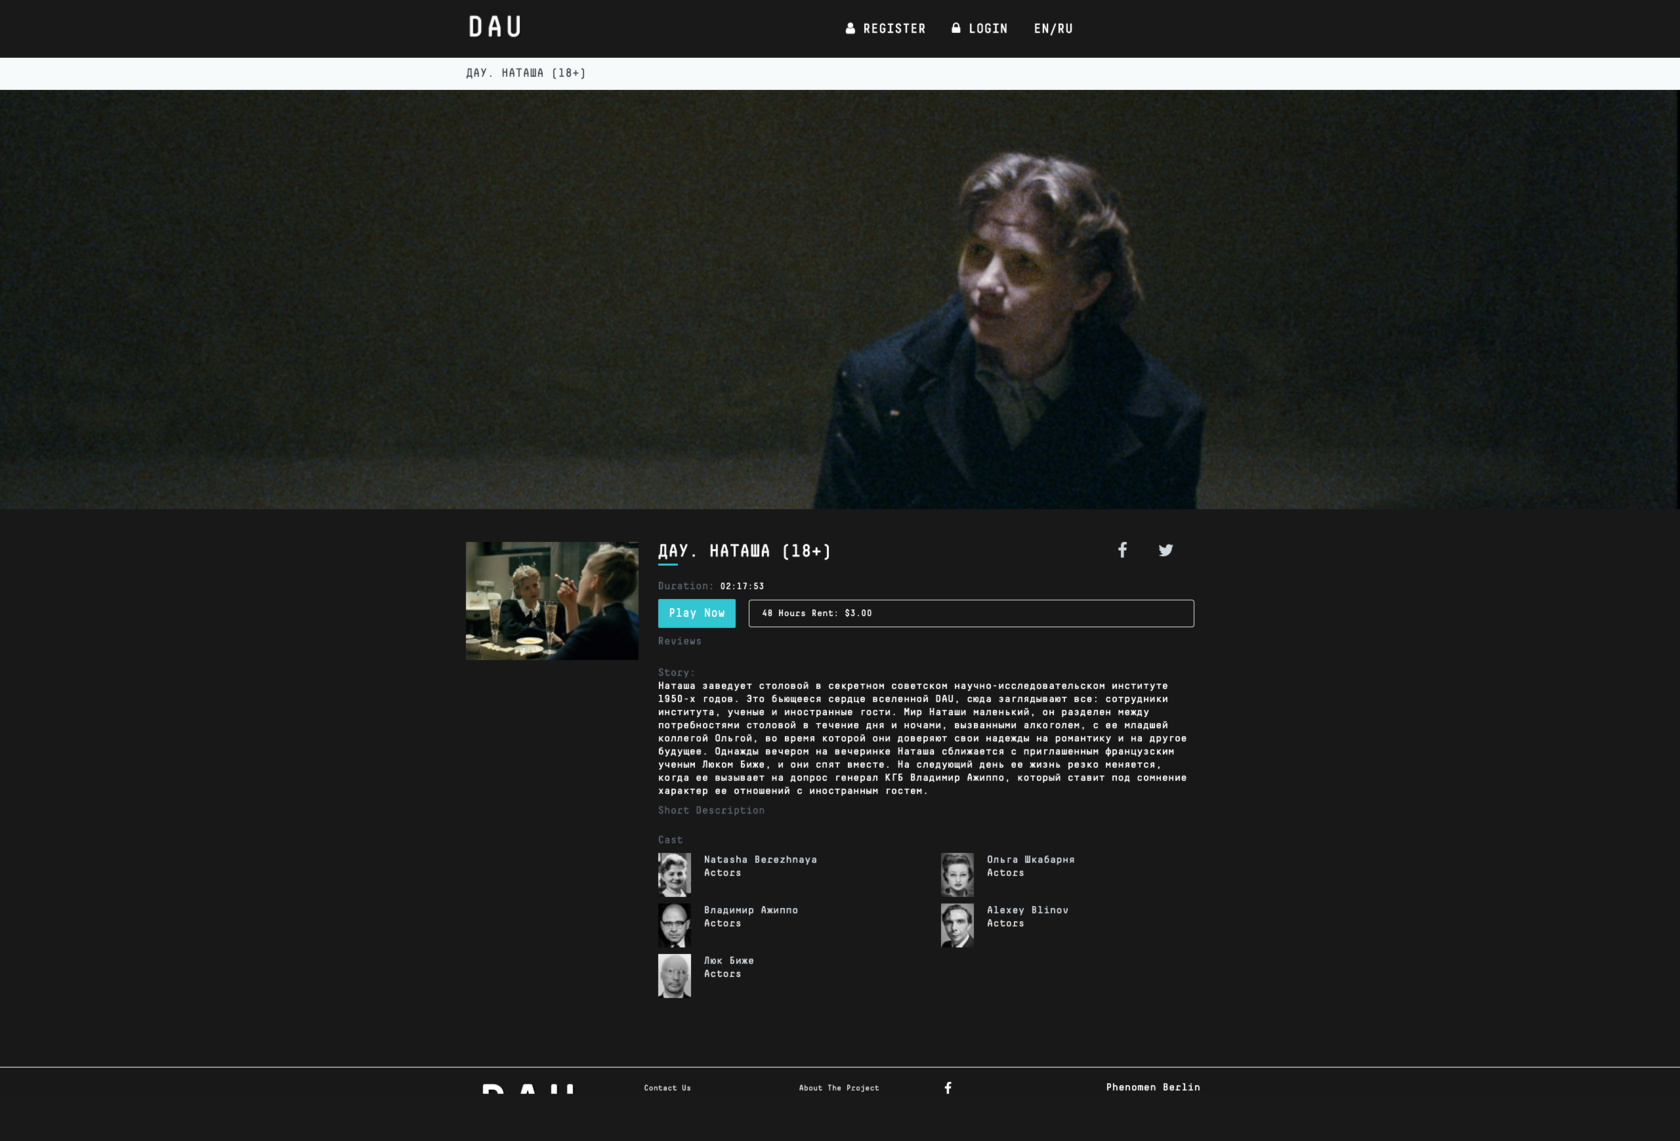 DAU
REGISTER
LOGIN
EN/RU
ДАУ. НАТАША (18+)
ДАУ. НАТАША (18+)
Duration: 02:17:53
Play Now
48 Hours Rent: $3.00
Reviews
Story:
Наташа заведует столовой в секретном советском научно-исследовательском институте
1950-х годов. Это бьющееся сердце вселенной DAU, сюда заглядывают все: сотрудники
института, ученые и иностранные гости. Мир Наташи маленький, он разделен между
потребностями столовой в течение дня и ночами, вызванными алкоголем, с ее младшей
коллегой Ольгой, во время которой они доверяют свои надежды на романтику и на другое
будущее. Однажды вечером на вечеринке Наташа сближается с приглашенным французским
ученым Люком Биже, и они спят вместе. На следующий день ее жизнь резко меняется,
когда ее вызывает на допрос генерал КГБ Владимир Ажиппо, который ставит под сомнение
характер ее отношений с иностранным гостем.
Short Description
Cast
Natasha Berezhnaya
Actors
Ольга Шкабарня
Actors
Владимир Ажиппо
Actors
Alexey Blinov
Actors
Люк Биже
Actors
DAU
Contact Us
About The Project
Phenomen Berlin